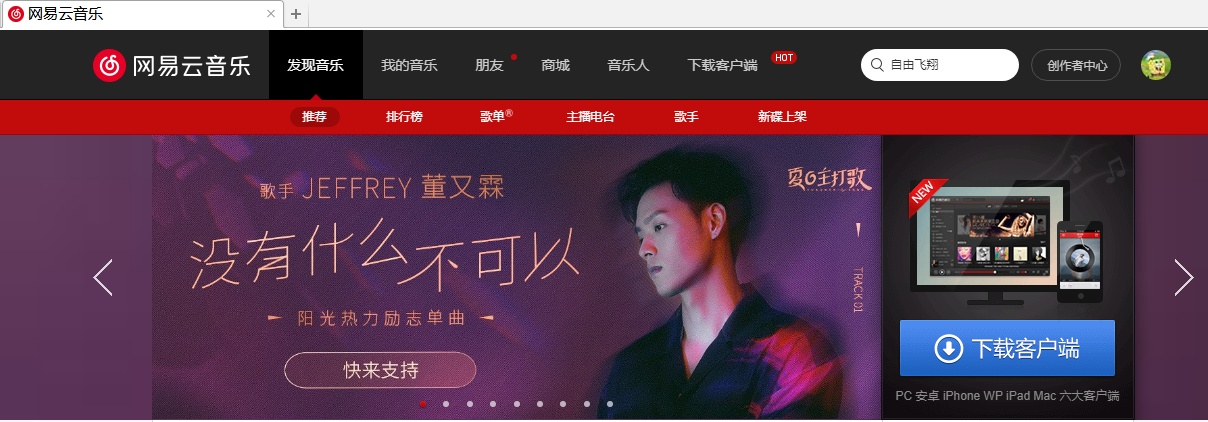 网易云音乐
网易云音乐 发现音乐 我的音乐 朋友 商城 音乐人 下载客户端 HOT 自由飞翔 创作者中心
推荐 排行榜 歌单® 主播电台 歌手 新碟上架
歌手 JEFFREY 董又霖
没有什么不可以
阳光热力励志单曲
快来支持
夏日主打歌
TRACK 01
NEW
下载客户端
PC 安卓 iPhone WP iPad Mac 六大客户端